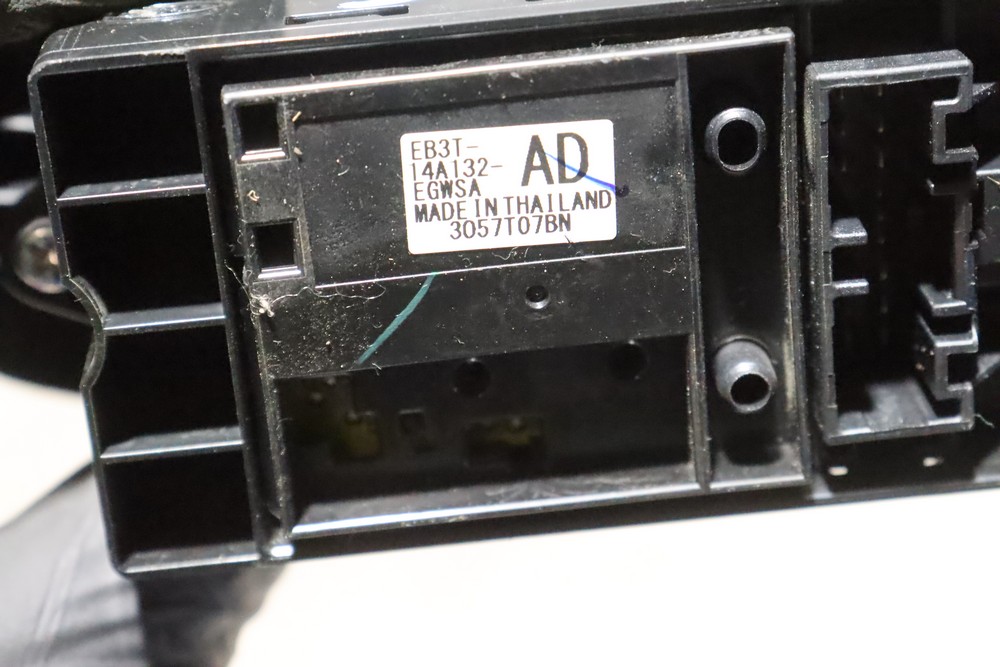 EB3T-
14A132- AD
EGWSA
MADE IN THAILAND
3057T07BN